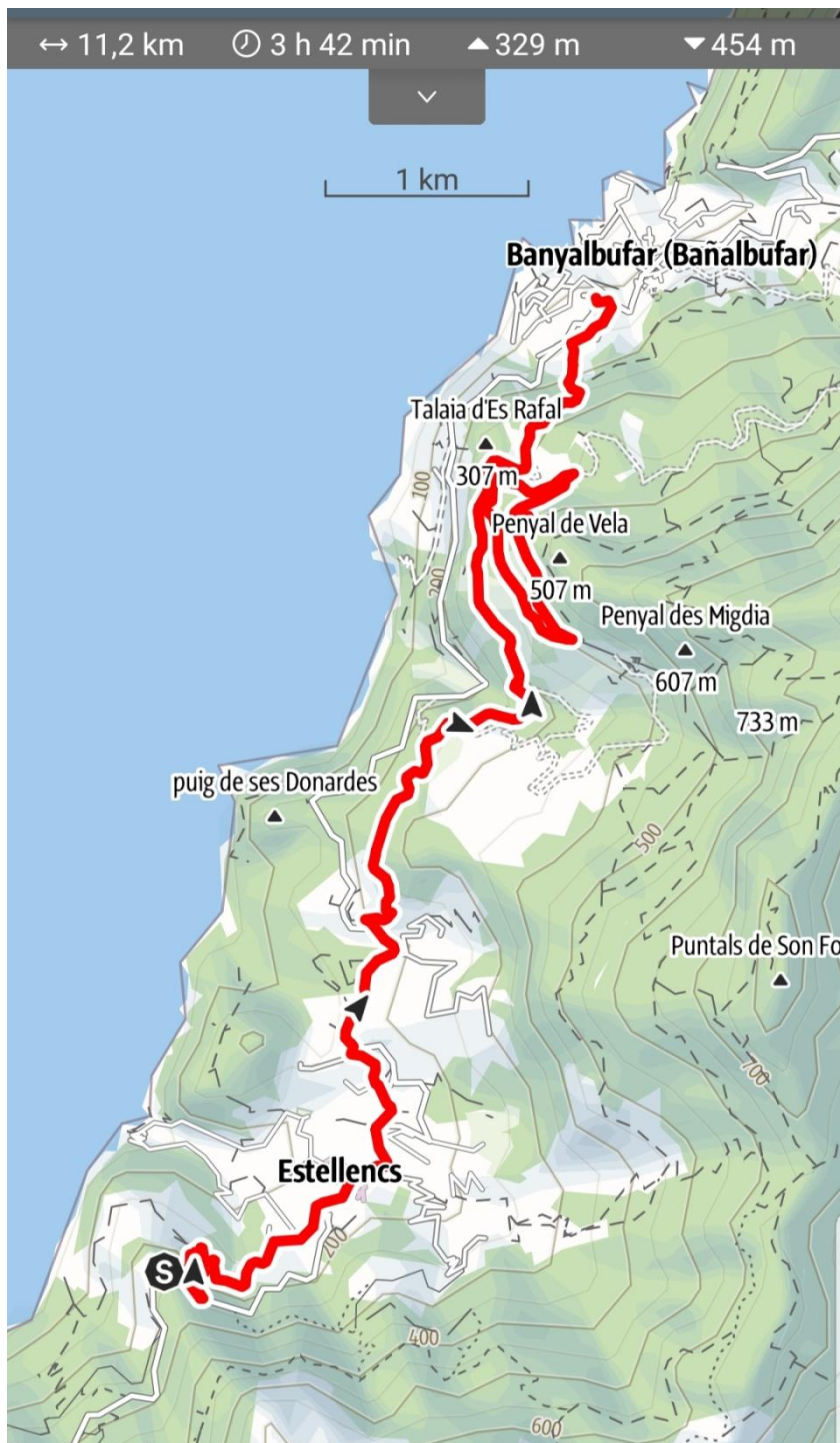 ↔ 11,2 km 3 h 42 min ▲ 329 m ▼ 454 m
1 km
Banyalbufar (Bañalbufar)
Talaia d'Es Rafal
307 m
100
Penyal de Vela
200
507 m
Penyal des Migdia
607 m
733 m
puig de ses Donardes
500
Puntals de Son Fo
700
Estellencs
200
S
400
600